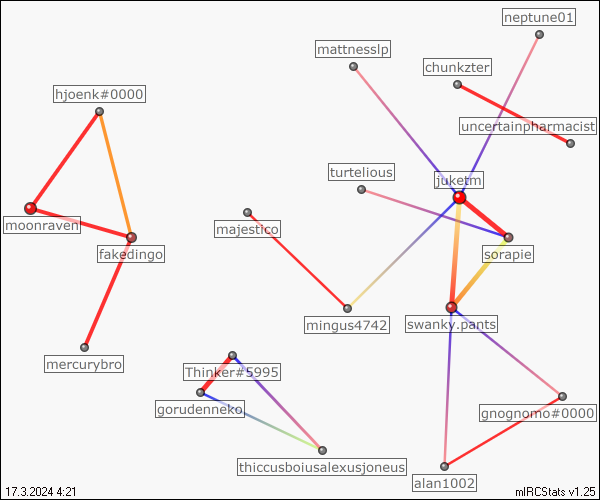 neptune01
mattnesslp
chunkzter
hjoenk#0000
uncertainpharmacist
turtelious
juketm
moonraven
majestico
fakedingo
sorapie
mingus4742
swanky.pants
mercurybro
Thinker#5995
gorudenneko
gnognomo#0000
thiccusboiusalexusjoneus
alan1002
17.3.2024 4:21
mIRCStats v1.25